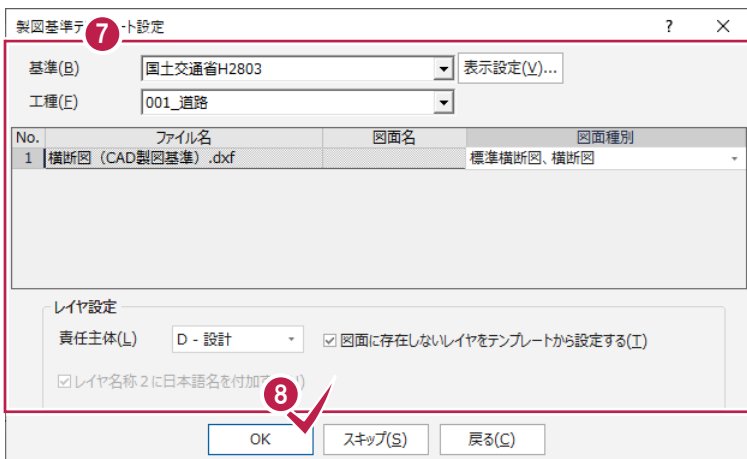 製図基準テ ート設定 ? ×
7
基準(B) 国土交通省H2803 表示設定(V)...
工種(F) 001_道路
No. ファイル名 図面名 図面種別
1 横断図（CAD製図基準）.dxf 標準横断図、横断図
レイヤ設定
責任主体(L) D - 設計 図面に存在しないレイヤをテンプレートから設定する(T)
レイヤ名称２に日本語名を付加す
8
OK スキップ(S) 戻る(C)